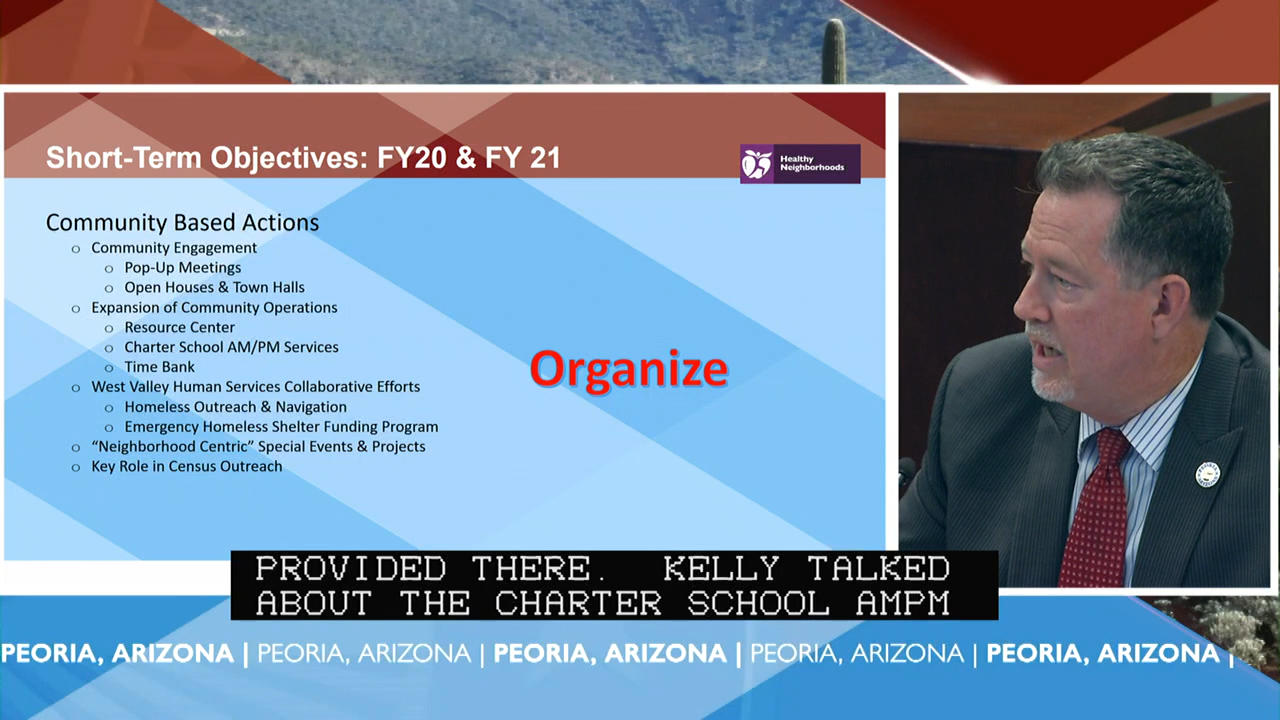 Short-Term Objectives: FY20 & FY 21
Healthy
Neighborhoods
Community Based Actions
o Community Engagement
o Pop-Up Meetings
o Open Houses & Town Halls
o Expansion of Community Operations
o Resource Center
o Charter School AM/PM Services
o Time Bank
o West Valley Human Services Collaborative Efforts
o Homeless Outreach & Navigation
o Emergency Homeless Shelter Funding Program
o “Neighborhood Centric” Special Events & Projects
o Key Role in Census Outreach
Organize
PROVIDED THERE. KELLY TALKED
ABOUT THE CHARTER SCHOOL AMPM
PEORIA, ARIZONA | PEORIA, ARIZONA | PEORIA, ARIZONA | PEORIA, ARIZONA | PEORIA, ARIZONA |